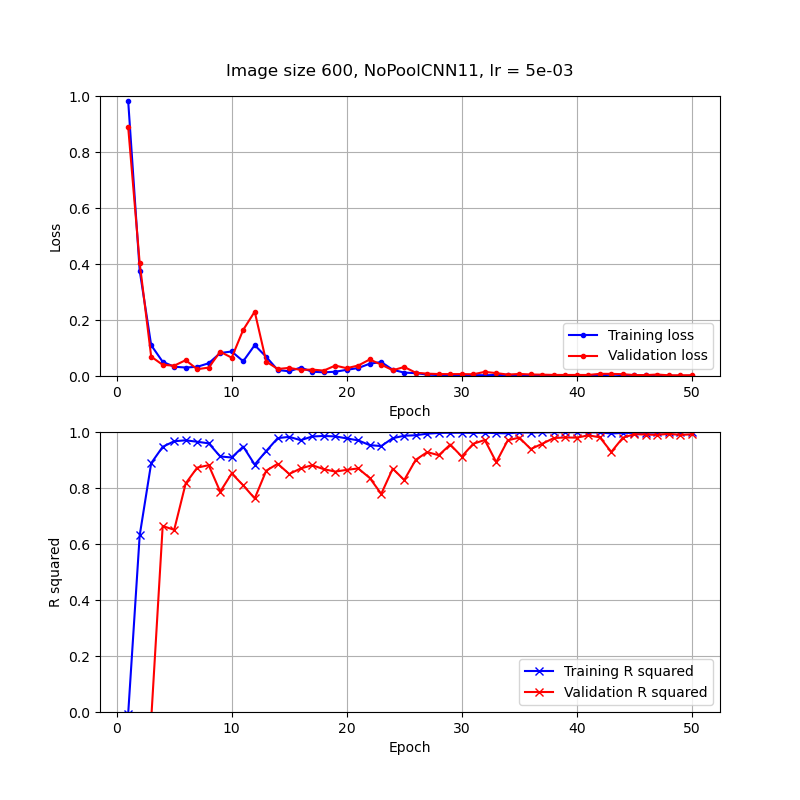 Image size 600, NoPoolCNN11, lr = 5e-03
1.0
0.8
0.6
0.4
0.2
0.0
Loss
Training loss
Validation loss
0 10 20 30 40 50
Epoch
1.0
0.8
0.6
0.4
0.2
0.0
R squared
Training R squared
Validation R squared
0 10 20 30 40 50
Epoch